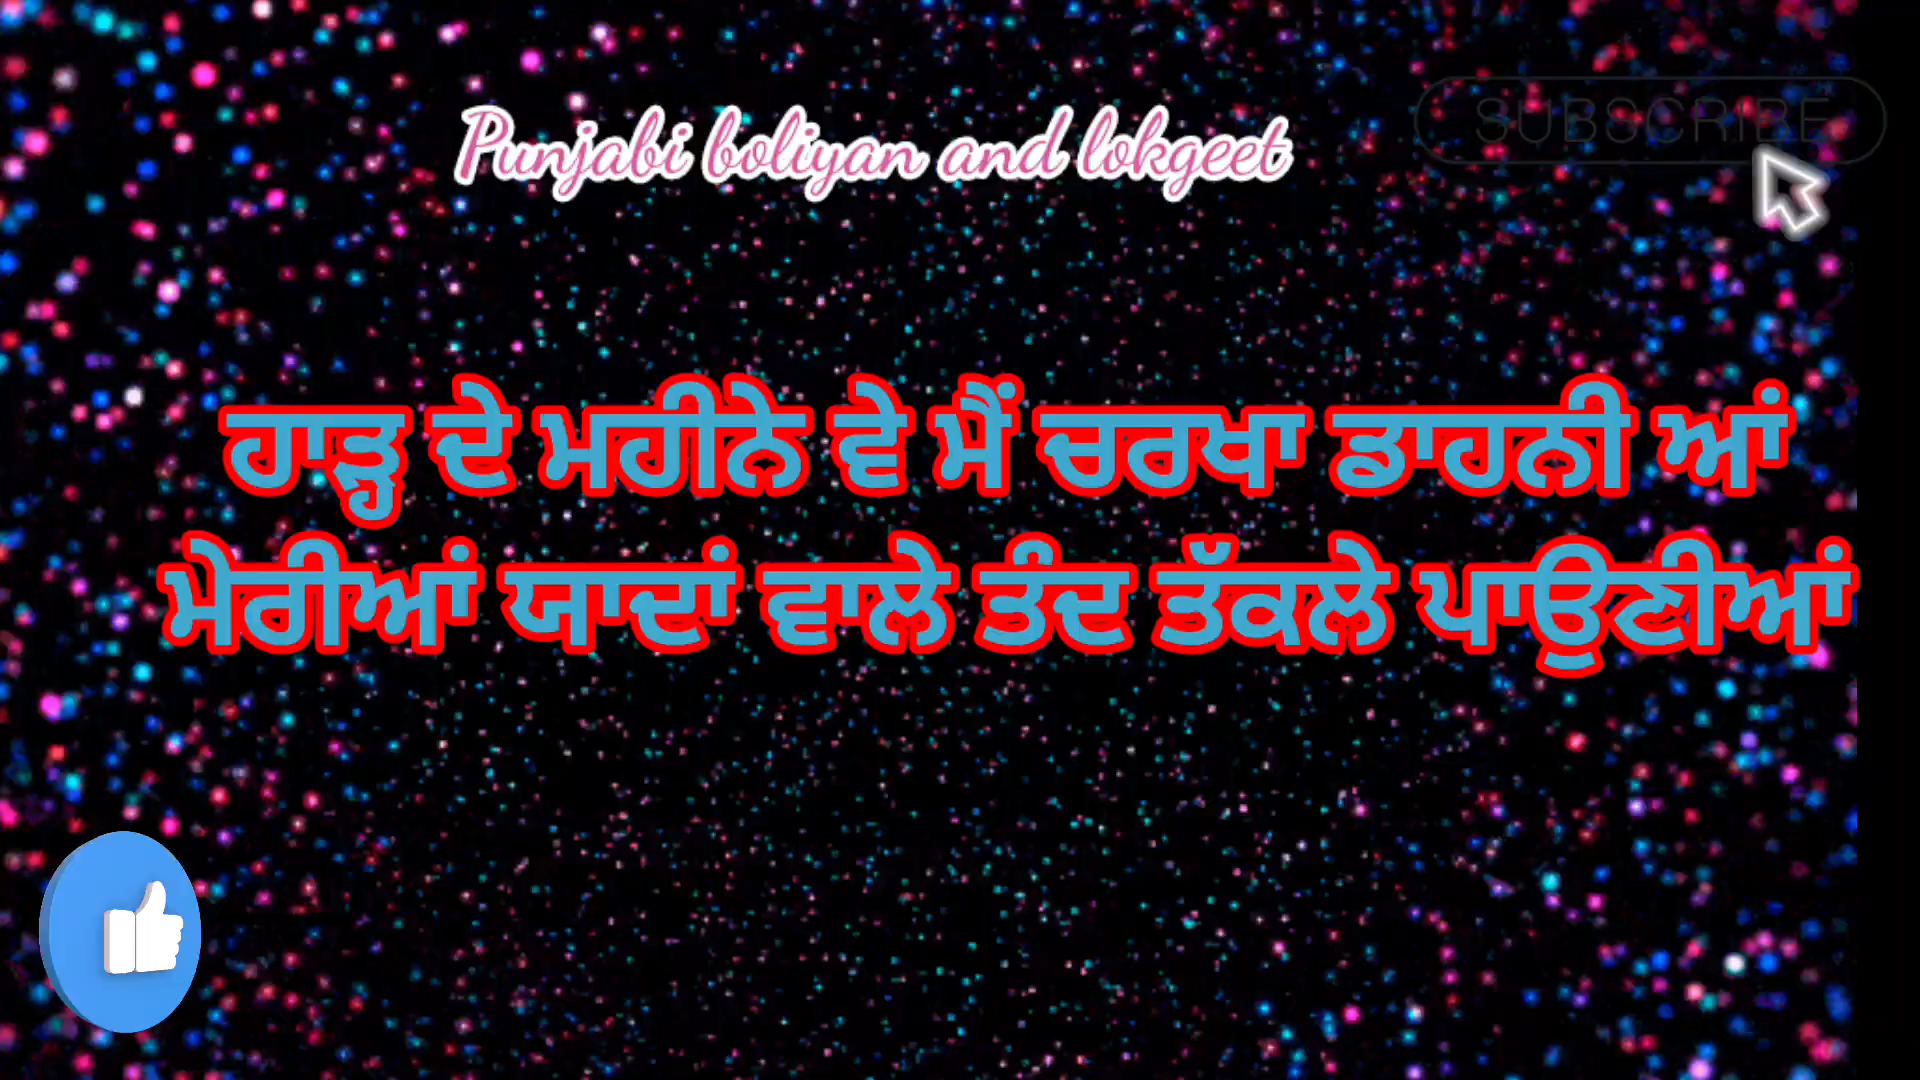 Punjabi boliyan and lokgeet
SUBSCRIBE
ਹਾੜ੍ਹ ਦੇ ਮਹੀਨੇ ਵੇ ਮੈਂ ਚਰਖਾ ਡਾਹਨੀ ਆਂ
ਮੇਰੀਆਂ ਯਾਦਾਂ ਵਾਲੇ ਤੰਦ ਤੱਕਲੇ ਪਾਉਣੀਆਂ